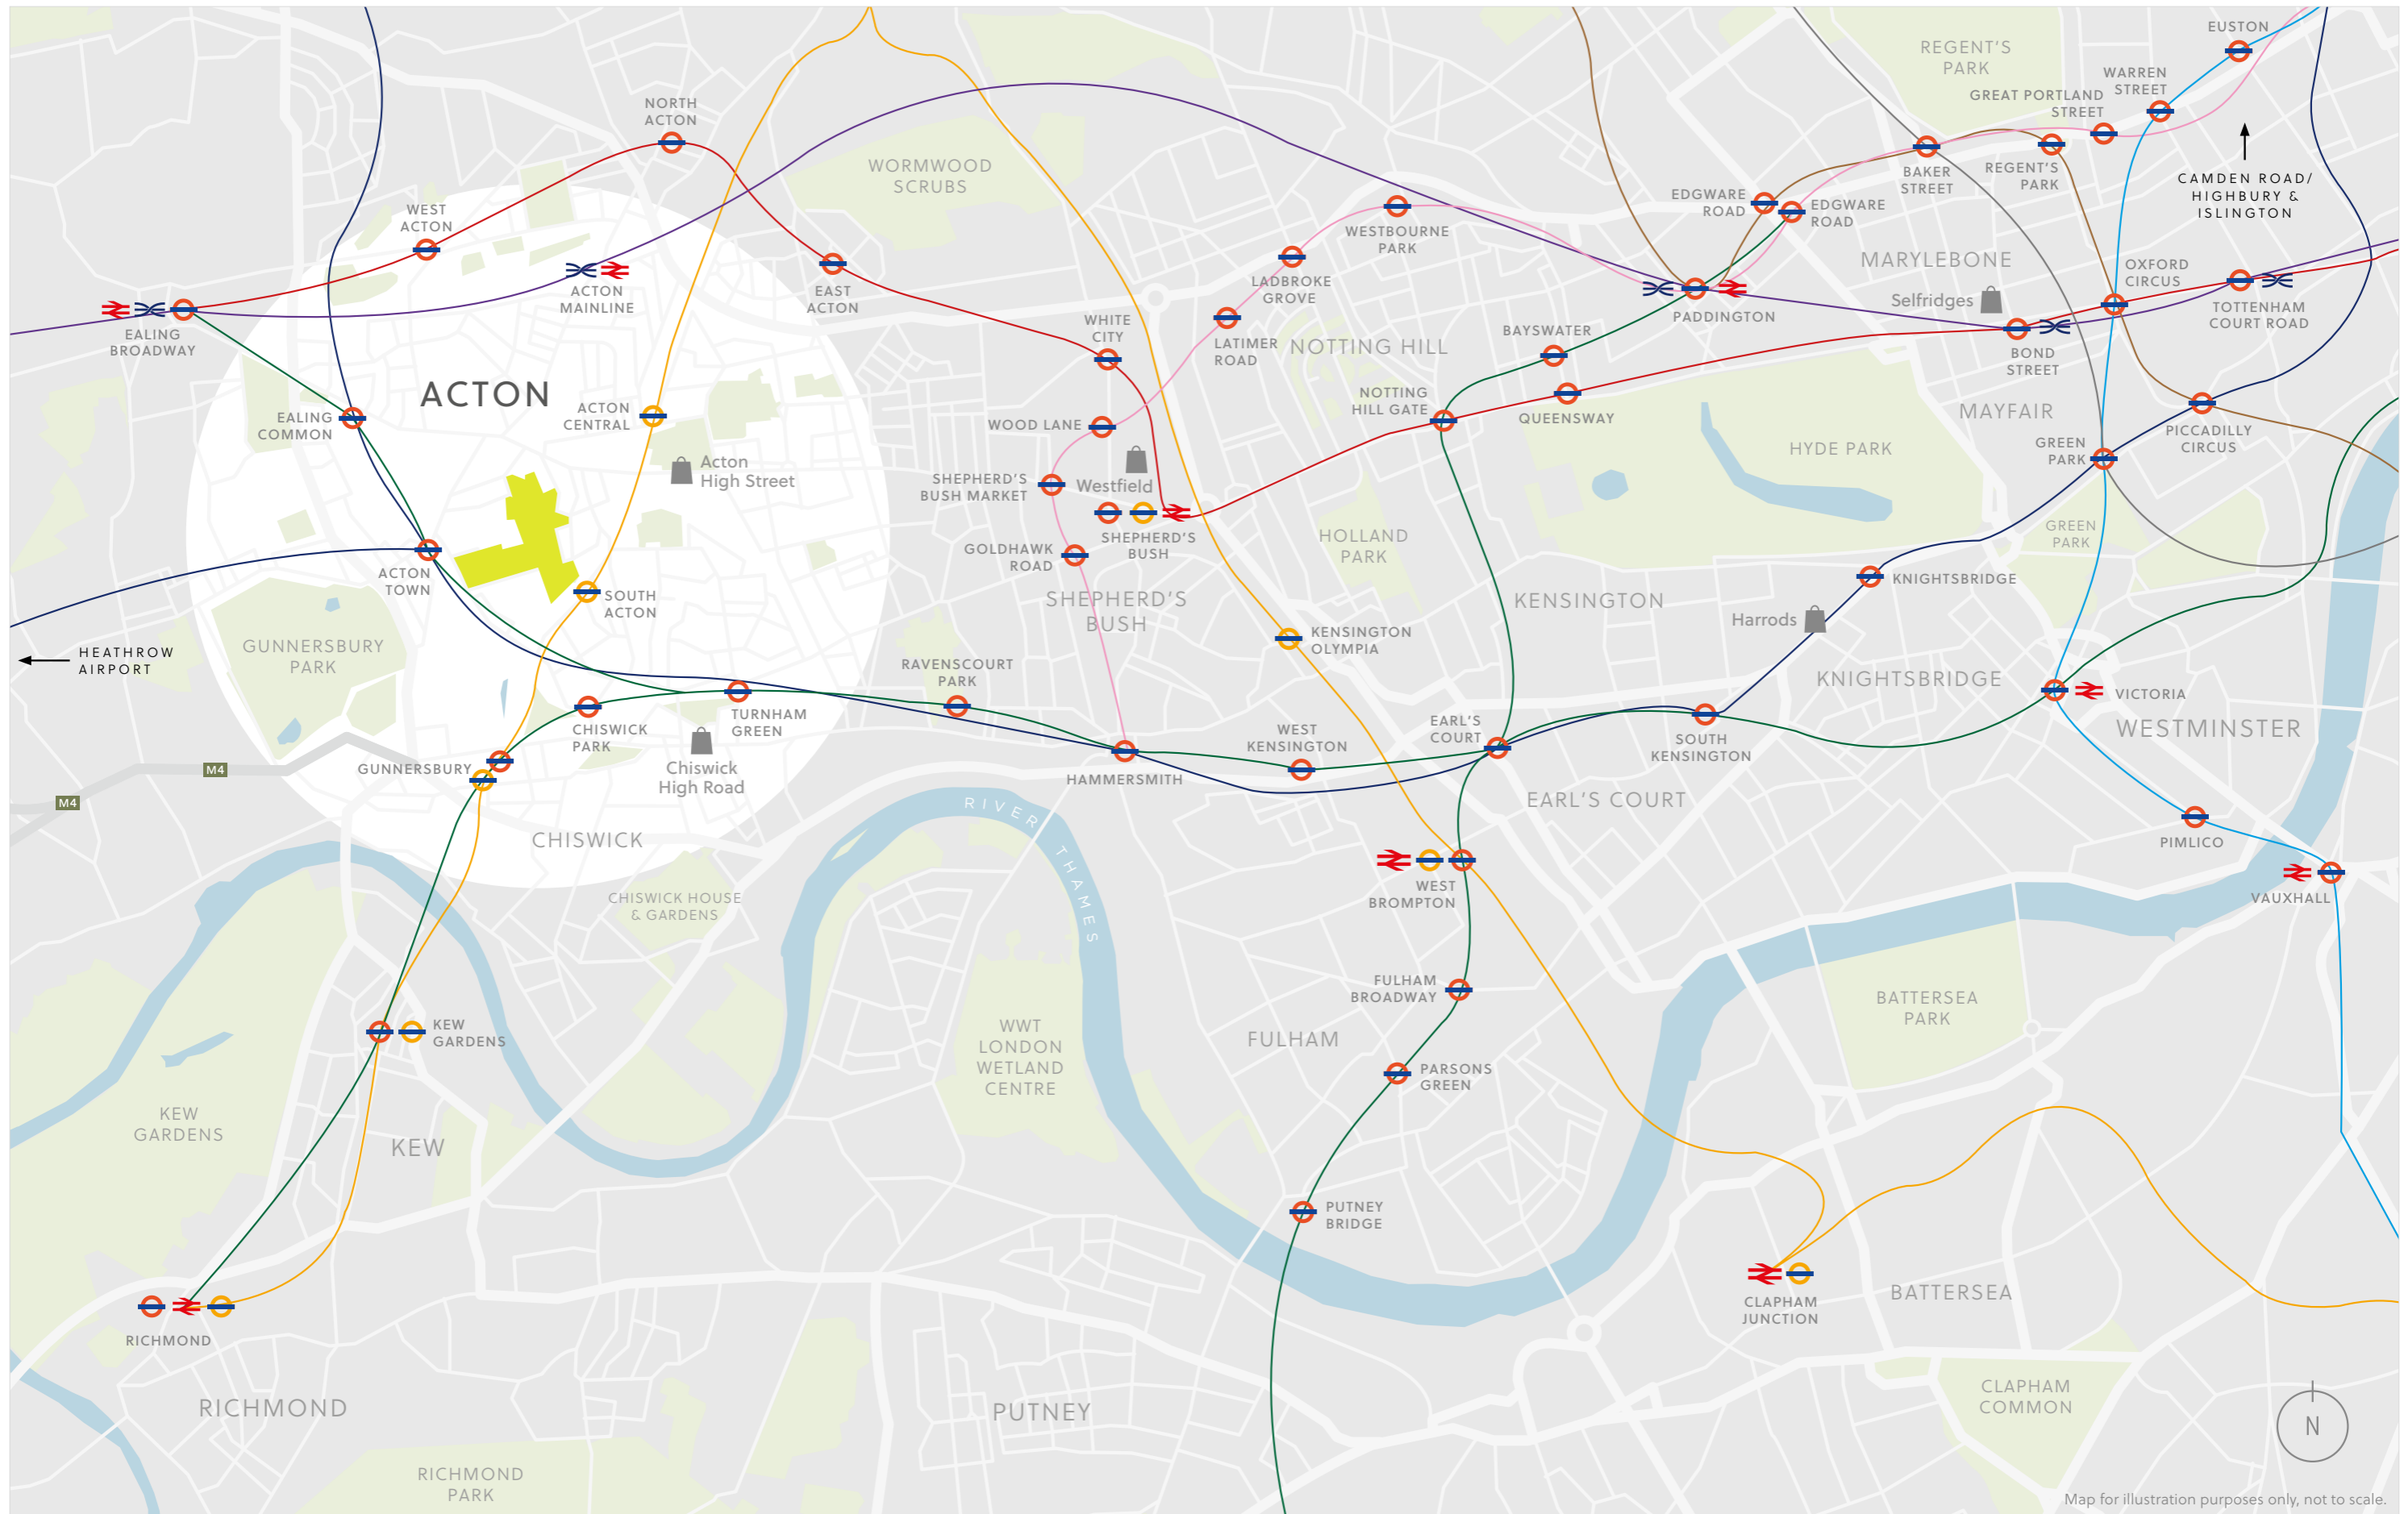 EUSTON
REGENT'S
PARK
WARREN
STREET
GREAT PORTLAND
STREET
NORTH
ACTON
WORMWOOD
SCRUBS
BAKER
STREET
REGENT'S
PARK
CAMDEN ROAD/
HIGHBURY &
ISLINGTON
EDGWARE
ROAD
EDGWARE
ROAD
WEST
ACTON
WESTBOURNE
PARK
MARYLEBONE
LADBROKE
GROVE
OXFORD
CIRCUS
ACTON
MAINLINE
EAST
ACTON
Selfridges
TOTTENHAM
COURT ROAD
PADDINGTON
EALING
BROADWAY
WHITE
CITY
LATIMER
ROAD
NOTTING HILL
BAYSWATER
BOND
STREET
ACTON
ACTON
CENTRAL
EALING
COMMON
NOTTING
HILL GATE
QUEENSWAY
MAYFAIR
PICCADILLY
CIRCUS
WOOD LANE
HYDE PARK
GREEN
PARK
Acton
High Street
SHEPHERD'S
BUSH MARKET
Westfield
SHEPHERD'S
BUSH
GOLDHAWK
ROAD
HOLLAND
PARK
GREEN
PARK
ACTON
TOWN
SOUTH
ACTON
SHEPHERD'S
BUSH
KENSINGTON
KNIGHTSBRIDGE
Harrods
KENSINGTON
OLYMPIA
GUNNERSBURY
PARK
HEATHROW
AIRPORT
RAVENSCOURT
PARK
KNIGHTSBRIDGE
VICTORIA
WESTMINSTER
CHISWICK
PARK
TURNHAM
GREEN
WEST
KENSINGTON
EARL'S
COURT
SOUTH
KENSINGTON
GUNNERSBURY
M4
Chiswick
High Road
HAMMERSMITH
M4
EARL'S COURT
RIVER
THAMES
CHISWICK
PIMLICO
CHISWICK HOUSE
& GARDENS
WEST
BROMPTON
VAUXHALL
FULHAM
BROADWAY
BATTERSEA
PARK
KEW
GARDENS
WWT
LONDON
WETLAND
CENTRE
FULHAM
PARSONS
GREEN
KEW
GARDENS
KEW
PUTNEY
BRIDGE
CLAPHAM
JUNCTION
BATTERSEA
RICHMOND
RICHMOND
PUTNEY
CLAPHAM
COMMON
N
RICHMOND
PARK
Map for illustration purposes only, not to scale.